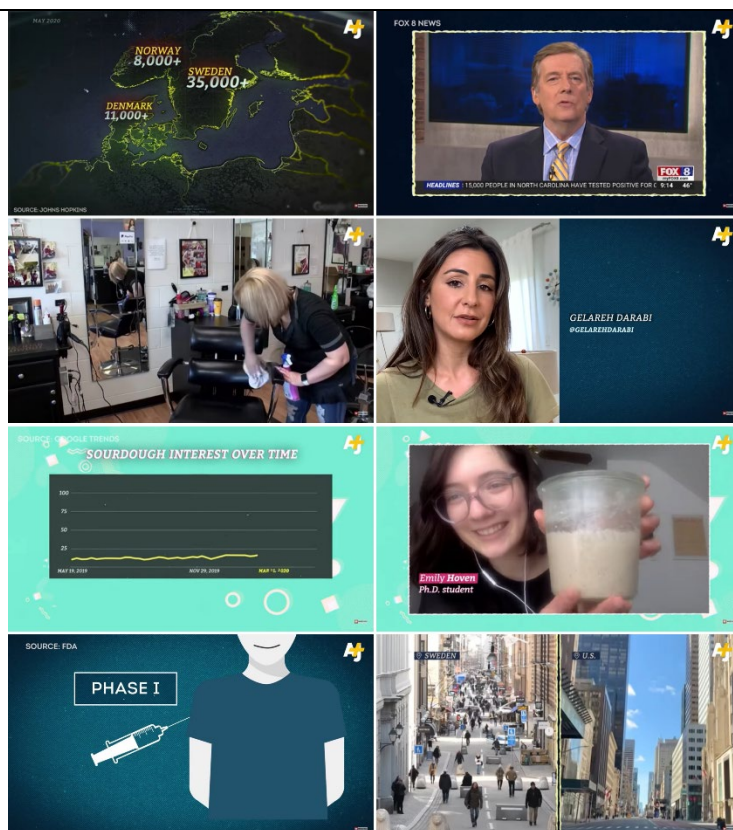 MAY 2020
NORWAY
8,000+
SWEDEN
35,000+
DENMARK
11,000+
SOURCE: JOHNS HOPKINS
AJ+
FOX 8 NEWS
AJ+
FOX 8
myFOX8.com
HEADLINES : 15,000 PEOPLE IN NORTH CAROLINA HAVE TESTED POSITIVE FOR C 9:14 46°
AJ+
AJ+
GELAREH DARABI
@GELAREHDARABI
SOURCE: GOOGLE TRENDS
AJ+
SOURDOUGH INTEREST OVER TIME
100
75
50
25
MAY 19, 2019
NOV 29, 2019
AJ+
Emily Hoven
Ph.D. student
SOURCE: FDA
AJ+
PHASE I
SWEDEN
U.S.
AJ+